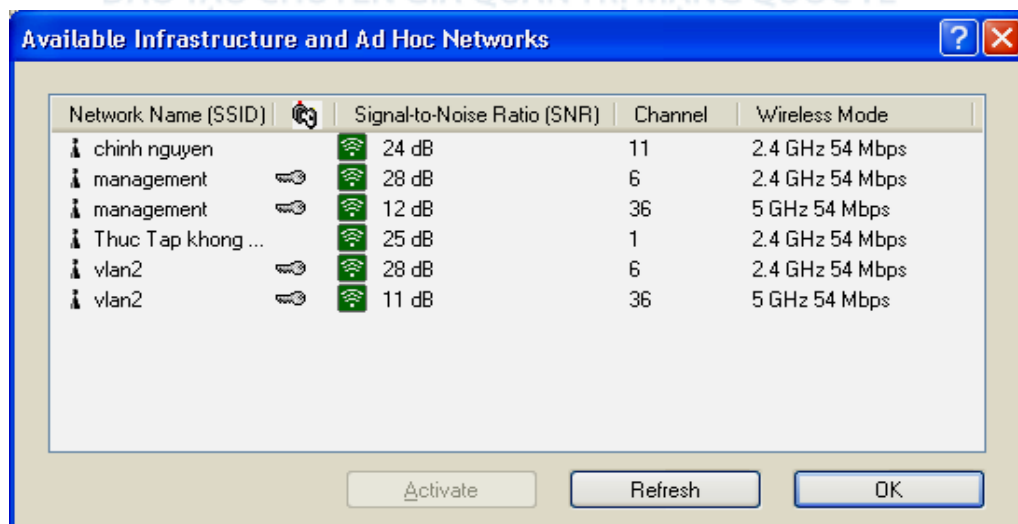 Available Infrastructure and Ad Hoc Networks
Network Name (SSID) Signal-to-Noise Ratio (SNR) Channel Wireless Mode
chinh nguyen 24 dB 11 2.4 GHz 54 Mbps
management 28 dB 6 2.4 GHz 54 Mbps
management 12 dB 36 5 GHz 54 Mbps
Thuc Tap khong ... 25 dB 1 2.4 GHz 54 Mbps
vlan2 28 dB 6 2.4 GHz 54 Mbps
vlan2 11 dB 36 5 GHz 54 Mbps
Activate Refresh OK